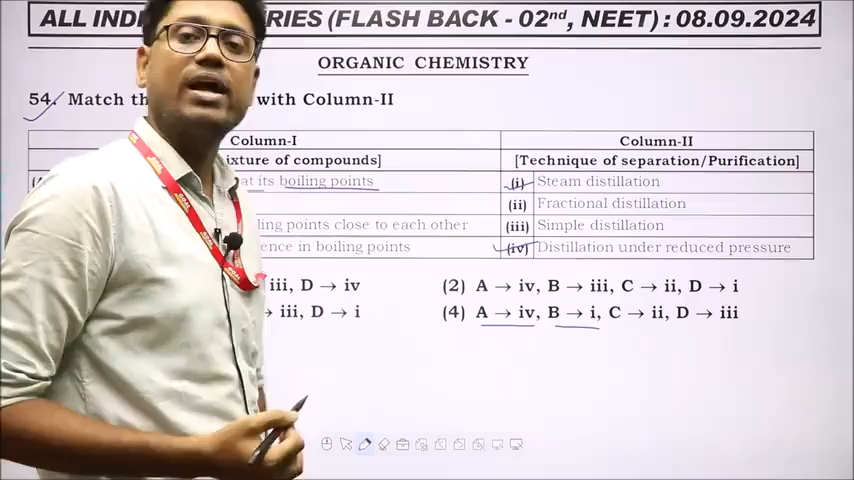 ALL IND RIES (FLASH BACK - 02nd, NEET) : 08.09.2024
ORGANIC CHEMISTRY
54. Match th with Column-II
Column-I Column-II
ixture of compounds] [Technique of separation/Purification]
at its boiling points (i) Steam distillation
(ii) Fractional distillation
ling points close to each other (iii) Simple distillation
ence in boiling points (iv) Distillation under reduced pressure
iii, D → iv (2) A → iv, B → iii, C → ii, D → i
→ iii, D → i (4) A → iv, B → i, C → ii, D → iii